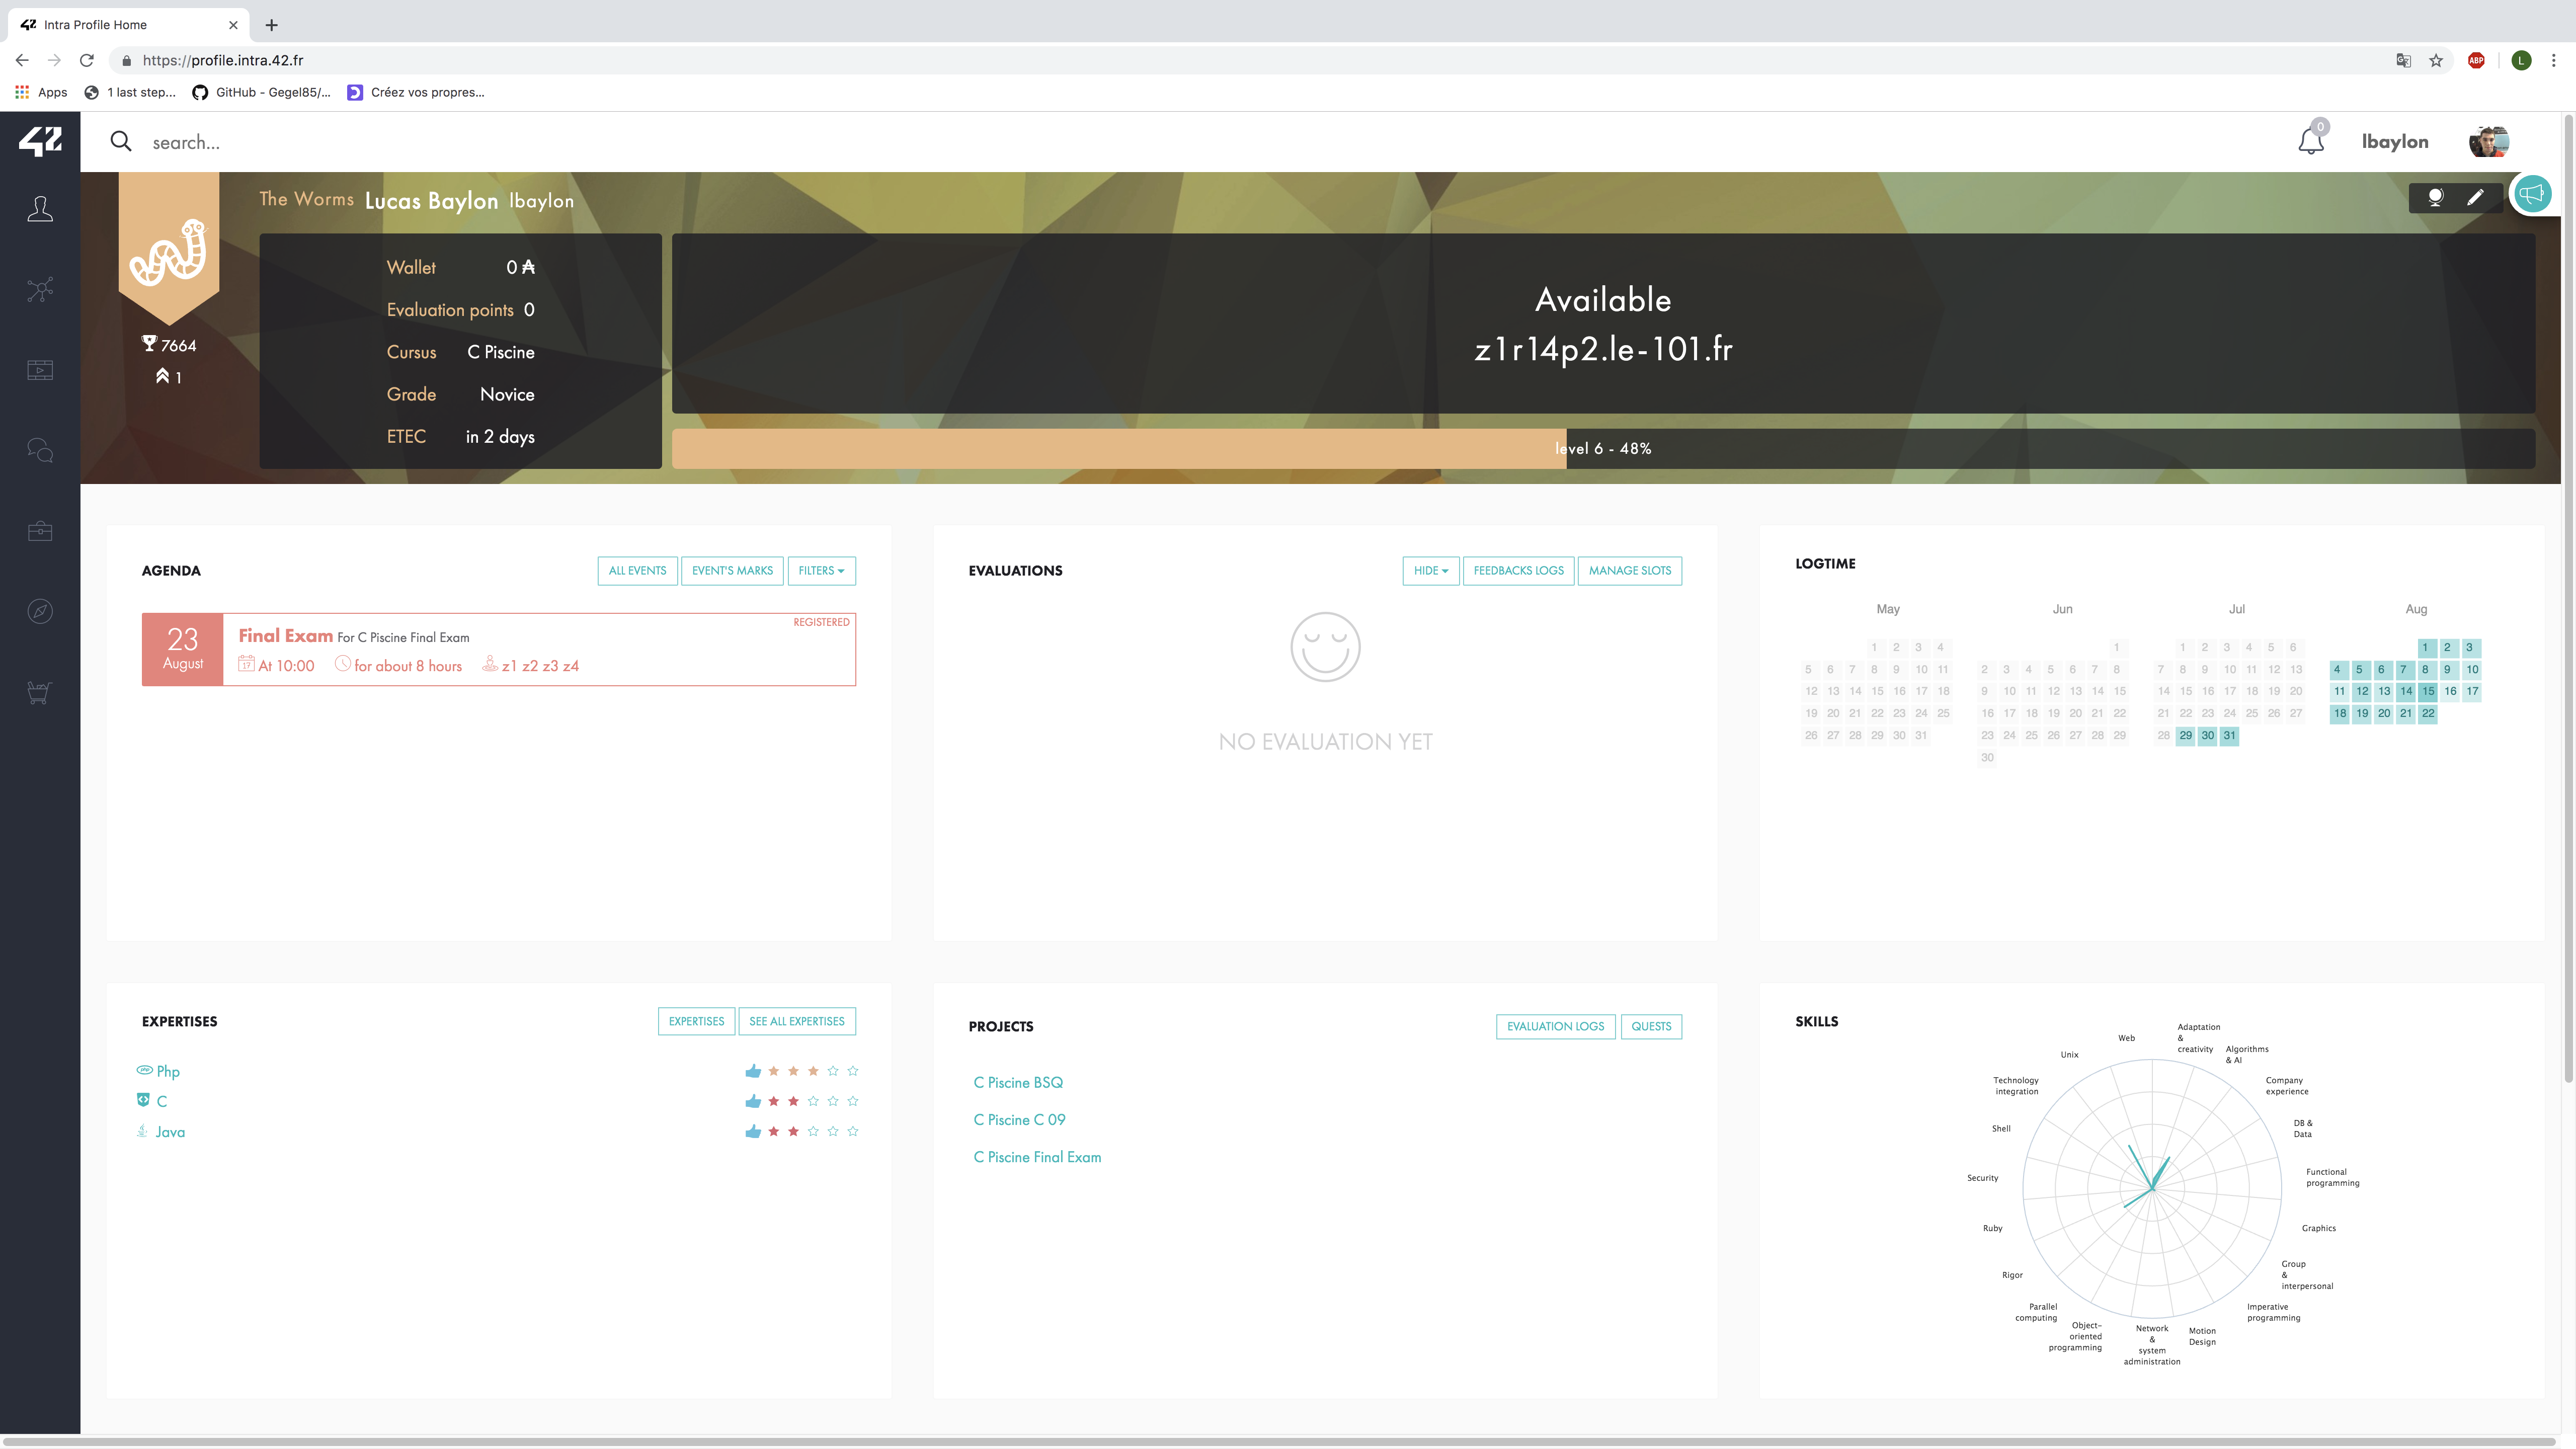 42 Intra Profile Home
https://profile.intra.42.fr
ABP
L
Apps
1 last step...
GitHub - Gegel85/...
Créez vos propres...
42
search...
0
lbaylon
The Worms Lucas Baylon lbaylon
7664
1
Wallet 0 ₳
Evaluation points 0
Cursus C Piscine
Grade Novice
ETEC in 2 days
Available
z1r14p2.le-101.fr
level 6 - 48%
AGENDA
ALL EVENTS
EVENT'S MARKS
FILTERS
23
August
Final Exam For C Piscine Final Exam
REGISTERED
17 At 10:00 for about 8 hours z1 z2 z3 z4
EVALUATIONS
HIDE
FEEDBACKS LOGS
MANAGE SLOTS
NO EVALUATION YET
LOGTIME
May
1 2 3 4
5 6 7 8 9 10 11
12 13 14 15 16 17 18
19 20 21 22 23 24 25
26 27 28 29 30 31
Jun
1
2 3 4 5 6 7 8
9 10 11 12 13 14 15
16 17 18 19 20 21 22
23 24 25 26 27 28 29
30
Jul
1 2 3 4 5 6
7 8 9 10 11 12 13
14 15 16 17 18 19 20
21 22 23 24 25 26 27
28 29 30 31
Aug
1 2 3
4 5 6 7 8 9 10
11 12 13 14 15 16 17
18 19 20 21 22
EXPERTISES
EXPERTISES
SEE ALL EXPERTISES
Php
C
Java
PROJECTS
EVALUATION LOGS
QUESTS
C Piscine BSQ
C Piscine C 09
C Piscine Final Exam
SKILLS
Web
Adaptation
&
creativity
Algorithms
& AI
Company
experience
DB &
Data
Functional
programming
Graphics
Group
&
interpersonal
Imperative
programming
Motion
Design
Network
&
system
administration
Object-
oriented
programming
Parallel
computing
Rigor
Ruby
Security
Shell
Technology
integration
Unix